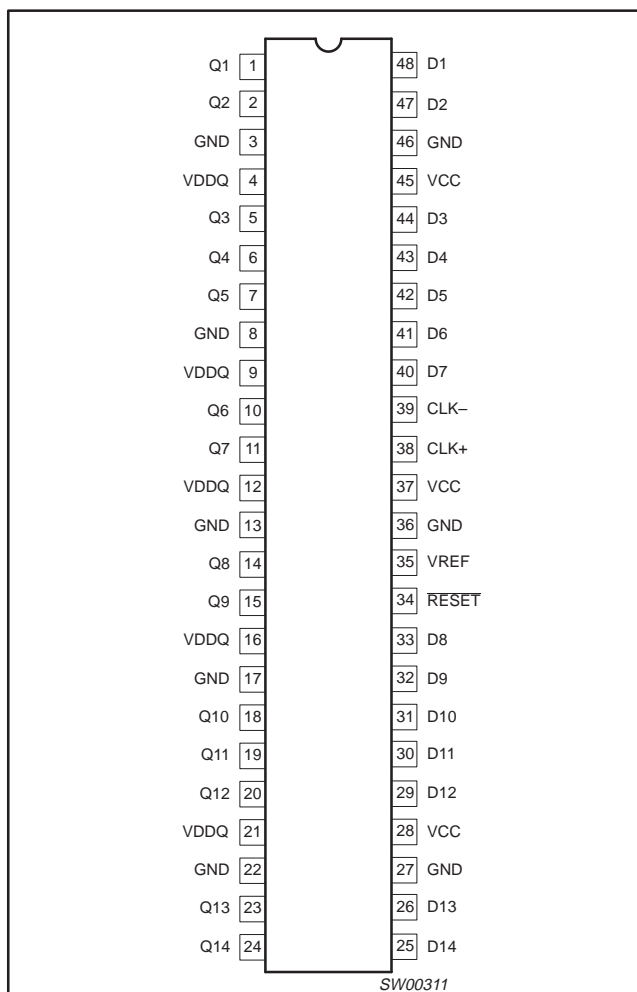 Q1 1 48 D1
Q2 2 47 D2
GND 3 46 GND
VDDQ 4 45 VCC
Q3 5 44 D3
Q4 6 43 D4
Q5 7 42 D5
GND 8 41 D6
VDDQ 9 40 D7
Q6 10 39 CLK–
Q7 11 38 CLK+
VDDQ 12 37 VCC
GND 13 36 GND
Q8 14 35 VREF
Q9 15 34 R̅E̅S̅E̅T̅
VDDQ 16 33 D8
GND 17 32 D9
Q10 18 31 D10
Q11 19 30 D11
Q12 20 29 D12
VDDQ 21 28 VCC
GND 22 27 GND
Q13 23 26 D13
Q14 24 25 D14
SW00311